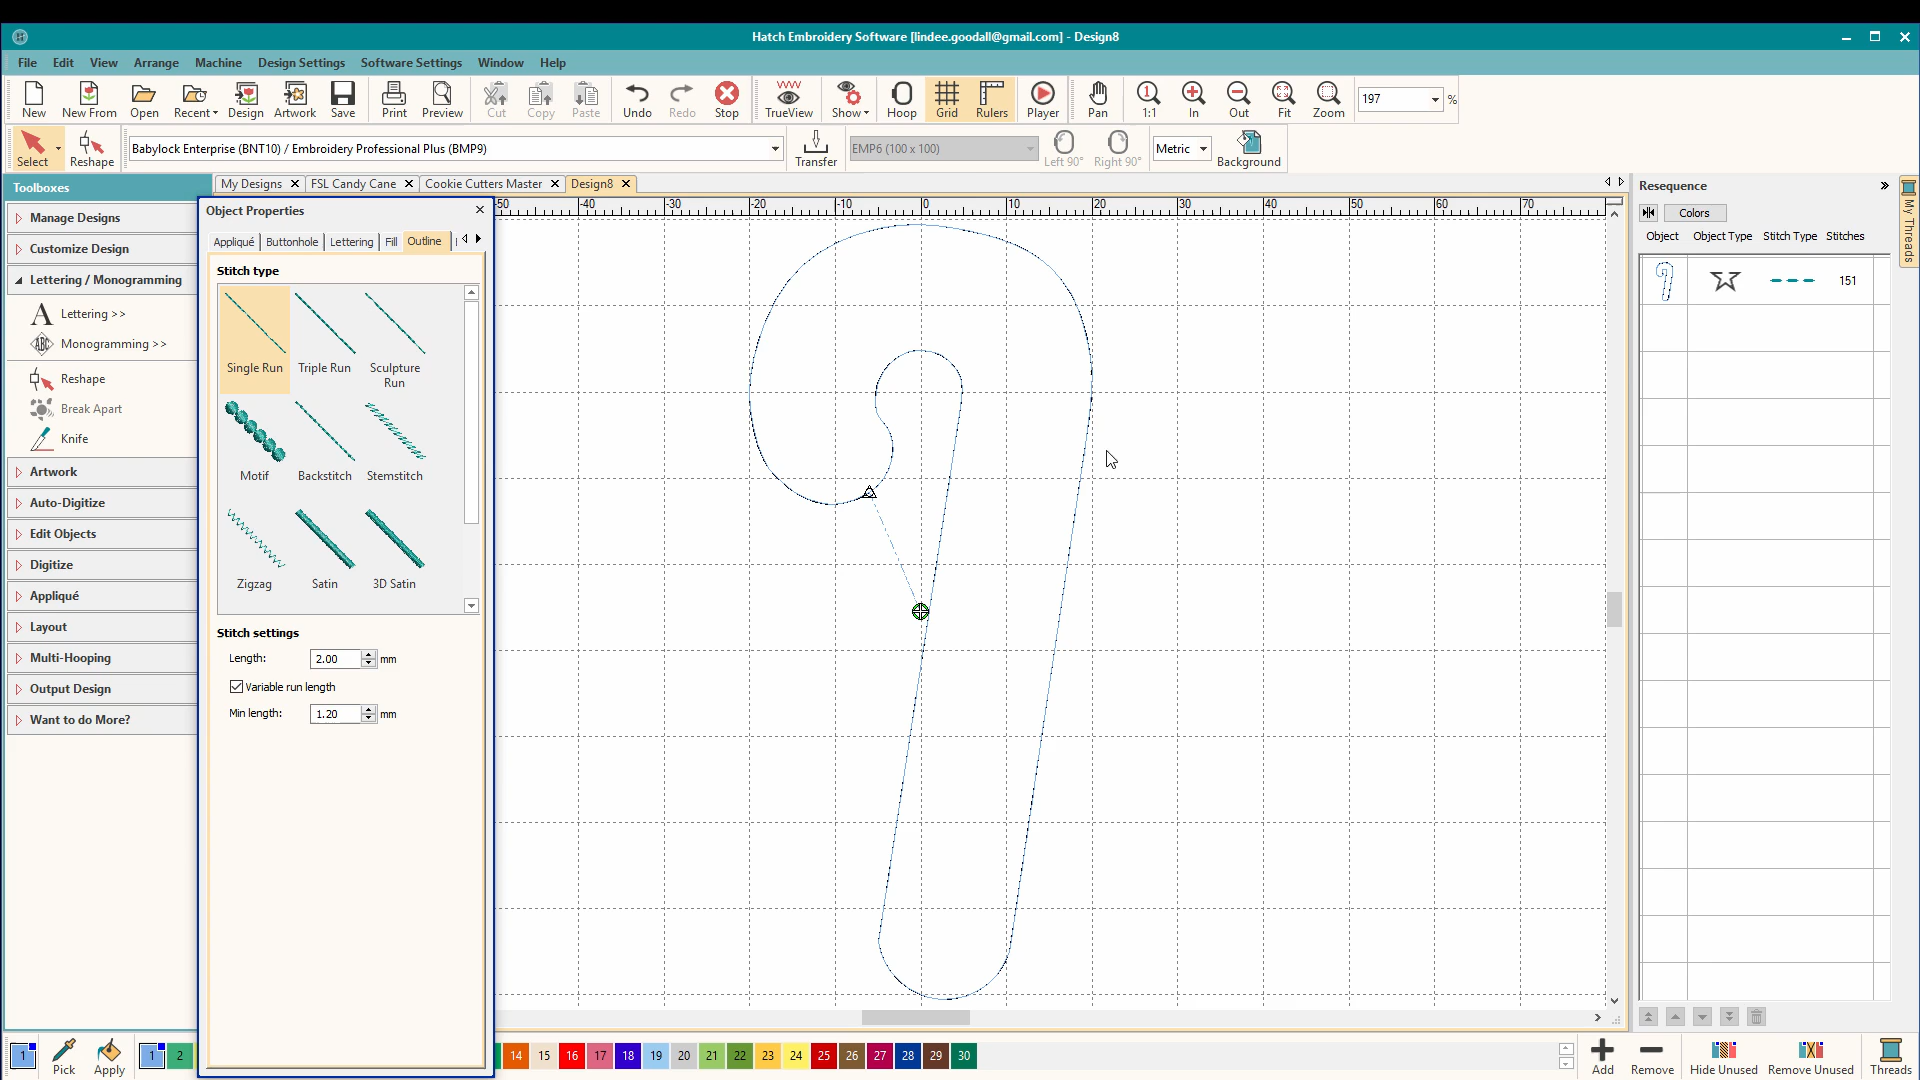 Hatch Embroidery Software [lindee.goodall@gmail.com] - Design8
File Edit View Arrange Machine Design Settings Software Settings Window Help
New New From Open Recent Design Artwork Save Print Preview Cut Copy Paste Undo Redo Stop TrueView Show Hoop Grid Rulers Player Pan 1:1 In Out Fit Zoom 197 %
Select Reshape Babylock Enterprise (BNT10) / Embroidery Professional Plus (BMP9) Transfer EMP6 (100 x 100) Left 90° Right 90° Metric Background
Toolboxes
My Designs FSL Candy Cane Cookie Cutters Master Design8
Manage Designs
Customize Design
Lettering / Monogramming
Lettering >>
Monogramming >>
Reshape
Break Apart
Knife
Artwork
Auto-Digitize
Edit Objects
Digitize
Appliqué
Layout
Multi-Hooping
Output Design
Want to do More?
Object Properties
Appliqué Buttonhole Lettering Fill Outline
Stitch type
Single Run Triple Run Sculpture Run
Motif Backstitch Stemstitch
Zigzag Satin 3D Satin
Stitch settings
Length: 2.00 mm
Variable run length
Min length: 1.20 mm
50 -40 -30 -20 -10 0 10 20 30 40 50 60 70
Resequence
Colors
Object Object Type Stitch Type Stitches
151
My Threads
1 Pick Apply 1 2 14 15 16 17 18 19 20 21 22 23 24 25 26 27 28 29 30
Add Remove Hide Unused Remove Unused Threads